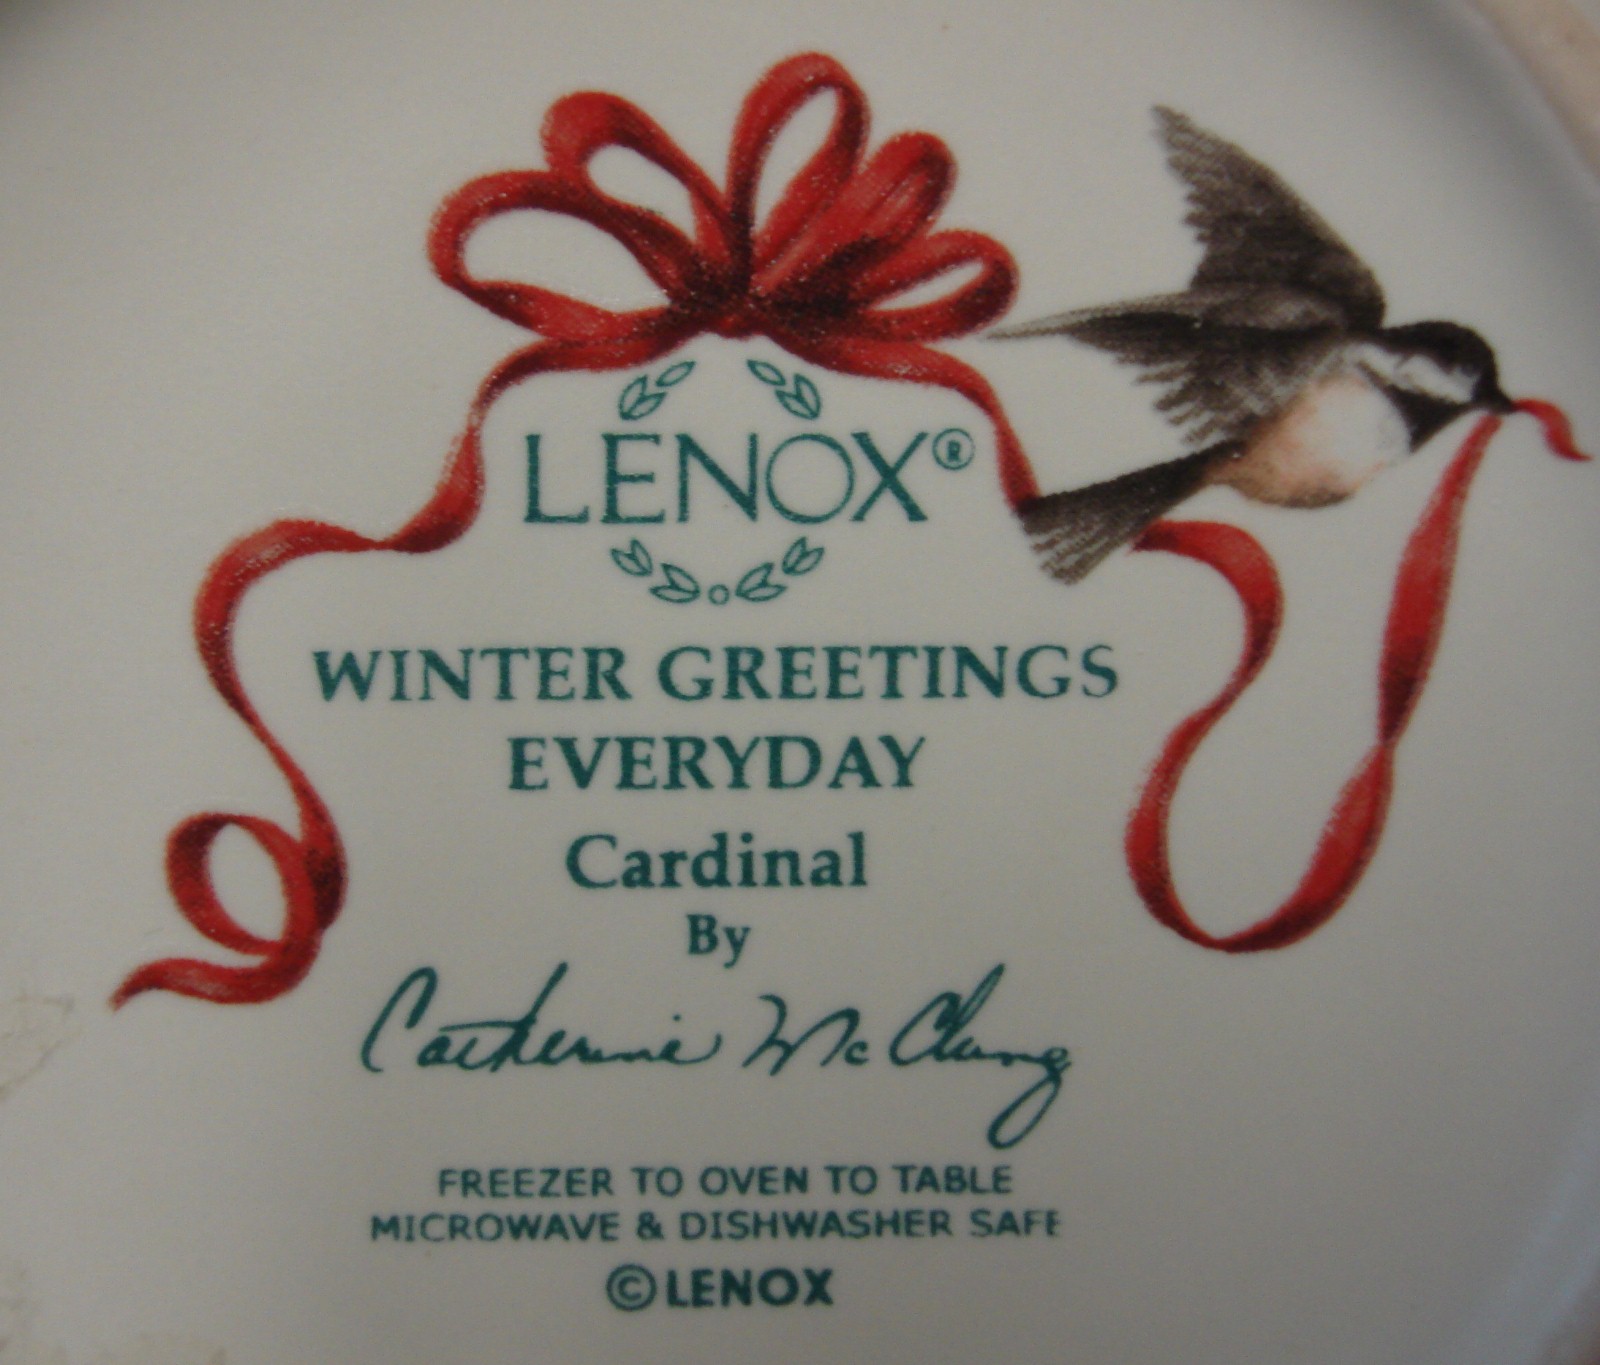 LENOX®
WINTER GREETINGS
EVERYDAY
Cardinal
By
Catherine McClung
FREEZER TO OVEN TO TABLE
MICROWAVE & DISHWASHER SAFE
©LENOX